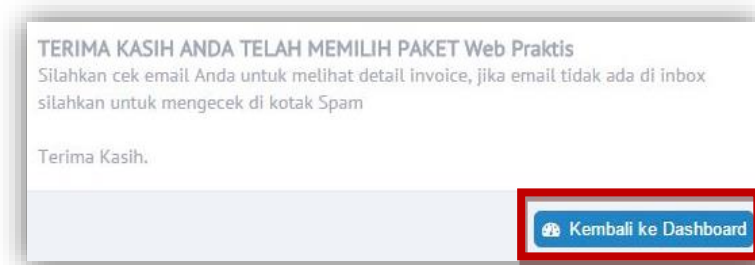 TERIMA KASIH ANDA TELAH MEMILIH PAKET Web Praktis
Silahkan cek email Anda untuk melihat detail invoice, jika email tidak ada di inbox
silahkan untuk mengecek di kotak Spam
Terima Kasih.
Kembali ke Dashboard